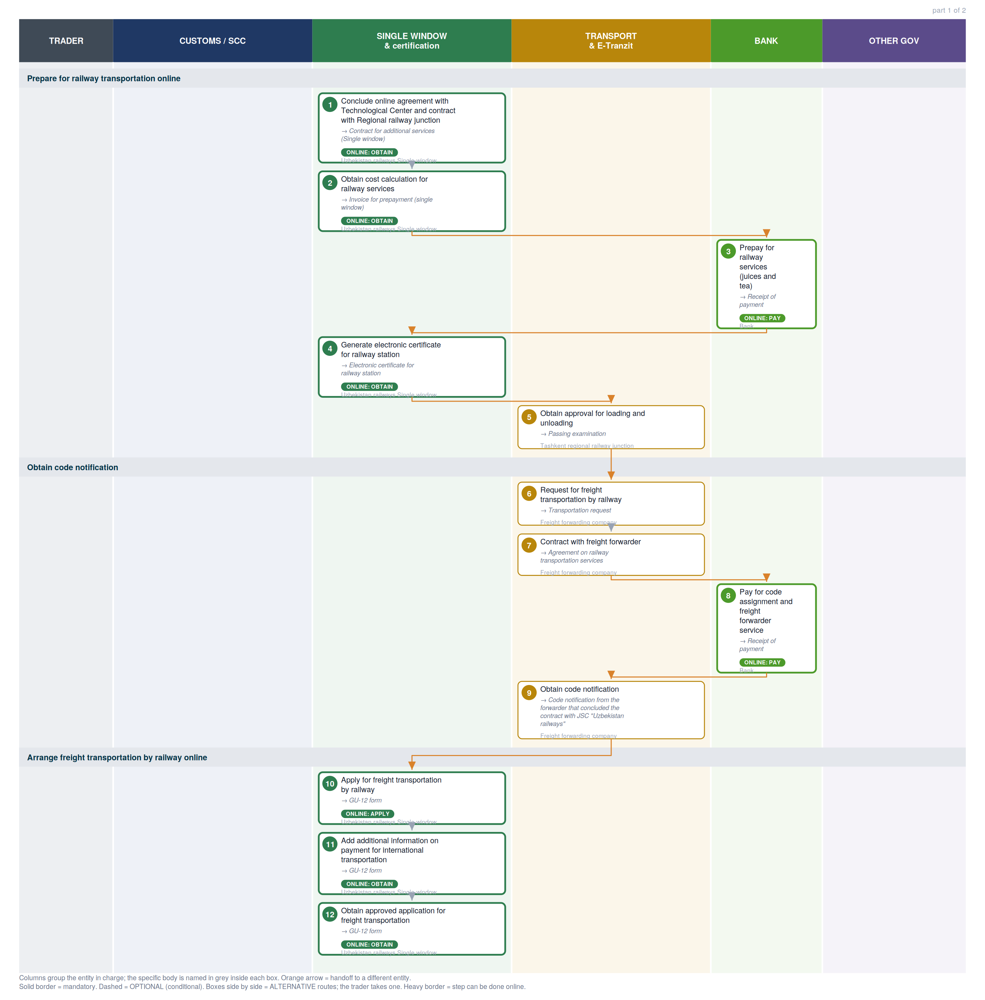 part 1 of 2
TRADER
CUSTOMS / SCC
SINGLE WINDOW
& certification
TRANSPORT
& E-Tranzit
BANK
OTHER GOV
Prepare for railway transportation online
1
Conclude online agreement with
Technological Center and contract
with Regional railway junction
→ Contract for additional services
(Single window)
ONLINE: OBTAIN
Uzbekistan railways Single window
2
Obtain cost calculation for
railway services
→ Invoice for prepayment (single
window)
ONLINE: OBTAIN
Uzbekistan railways Single window
3
Prepay for
railway
services
(juices and
tea)
→ Receipt of
payment
ONLINE: PAY
Bank
4
Generate electronic certificate
for railway station
→ Electronic certificate for
railway station
ONLINE: OBTAIN
Uzbekistan railways Single window
5
Obtain approval for loading and
unloading
→ Passing examination
Tashkent regional railway junction
Obtain code notification
6
Request for freight
transportation by railway
→ Transportation request
Freight forwarding company
7
Contract with freight forwarder
→ Agreement on railway
transportation services
Freight forwarding company
8
Pay for code
assignment and
freight
forwarder
service
→ Receipt of
payment
ONLINE: PAY
Bank
9
Obtain code notification
→ Code notification from the
forwarder that concluded the
contract with JSC "Uzbekistan
railways"
Freight forwarding company
Arrange freight transportation by railway online
10
Apply for freight transportation
by railway
→ GU-12 form
ONLINE: APPLY
Uzbekistan railways Single window
11
Add additional information on
payment for international
transportation
→ GU-12 form
ONLINE: OBTAIN
Uzbekistan railways Single window
12
Obtain approved application for
freight transportation
→ GU-12 form
ONLINE: OBTAIN
Uzbekistan railways Single window
Columns group the entity in charge; the specific body is named in grey inside each box. Orange arrow = handoff to a different entity.
Solid border = mandatory. Dashed = OPTIONAL (conditional). Boxes side by side = ALTERNATIVE routes; the trader takes one. Heavy border = step can be done online.